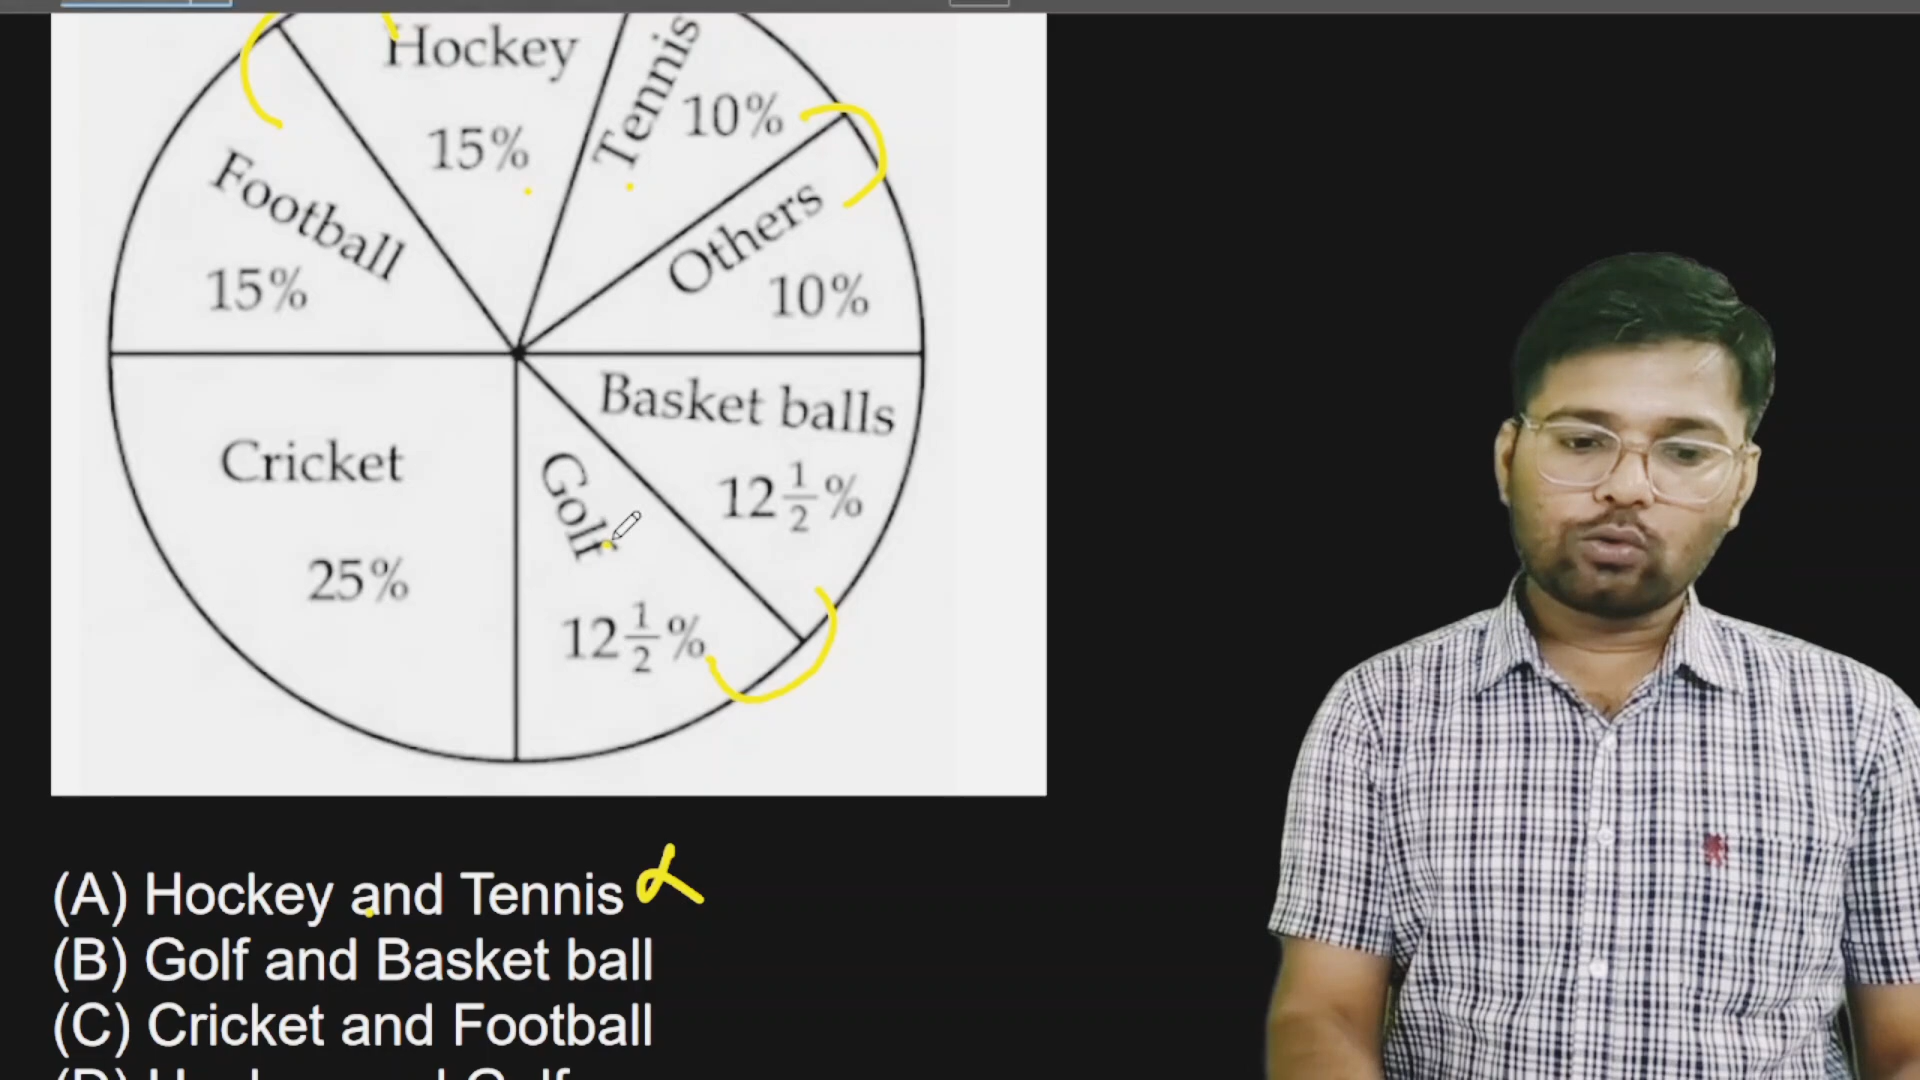 Hockey
15%
Tennis
10%
Football
15%
Others
10%
Basket balls
12 1/2 %
Cricket
25%
Golf
12 1/2 %
(A) Hockey and Tennis
(B) Golf and Basket ball
(C) Cricket and Football